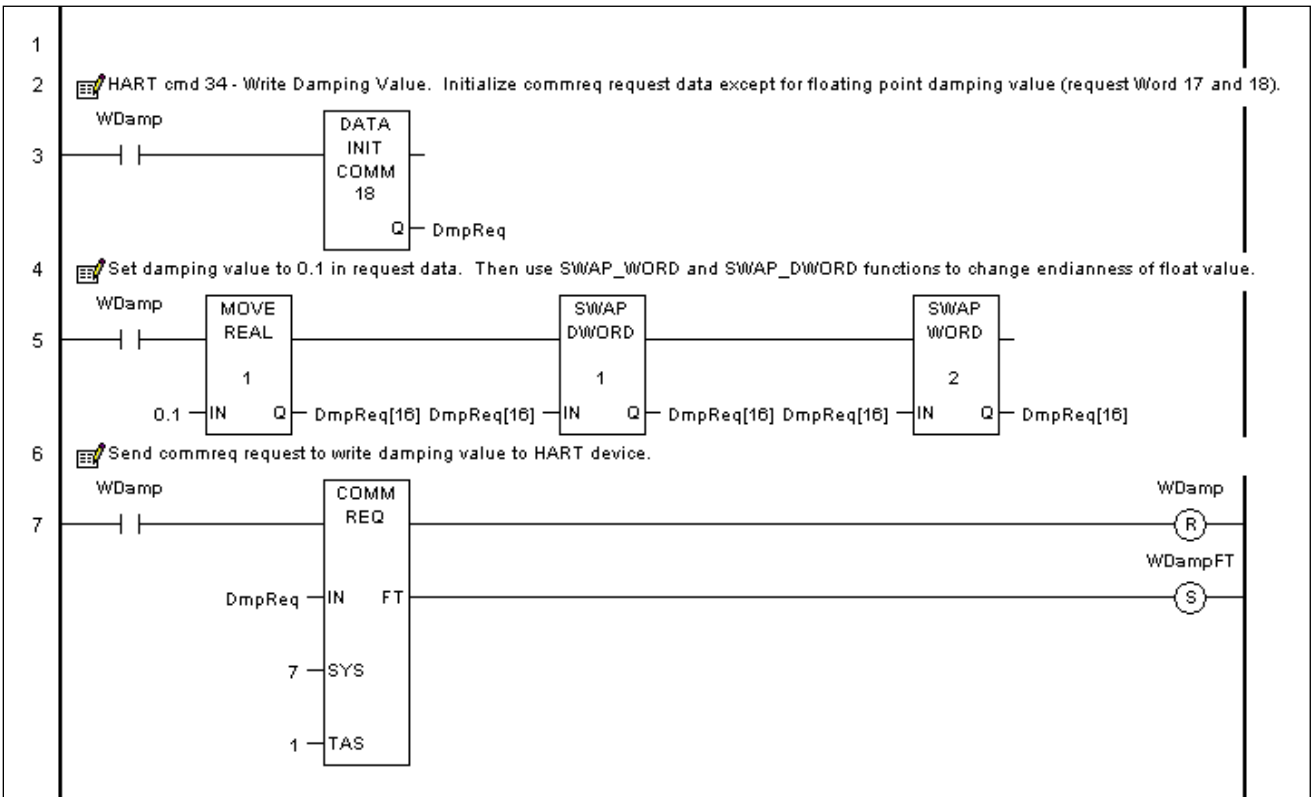 1
2 HART cmd 34 - Write Damping Value. Initialize commreq request data except for floating point damping value (request Word 17 and 18).
WDamp
DATA
3 INIT
COMM
18
Q DmpReq
4 Set damping value to 0.1 in request data. Then use SWAP_WORD and SWAP_DWORD functions to change endianness of float value.
WDamp MOVE SWAP SWAP
5 REAL DWORD WORD
1 1 2
0.1 IN Q DmpReq[16] DmpReq[16] IN Q DmpReq[16] DmpReq[16] IN Q DmpReq[16]
6 Send commreq request to write damping value to HART device.
WDamp COMM WDamp
7 REQ R
WDampFT
DmpReq IN FT S
7 SYS
1 TAS